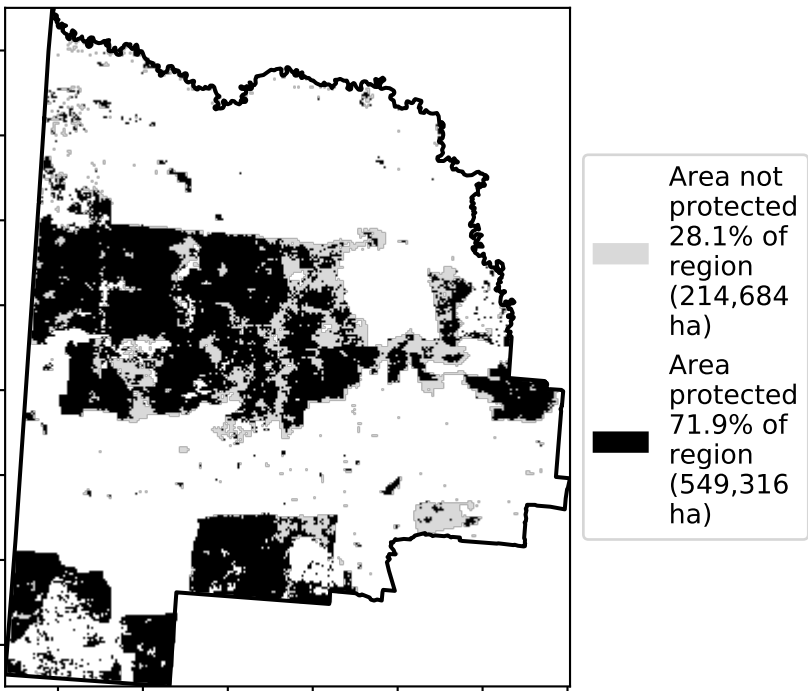 Area not
protected
28.1% of
region
(214,684
ha)
Area
protected
71.9% of
region
(549,316
ha)